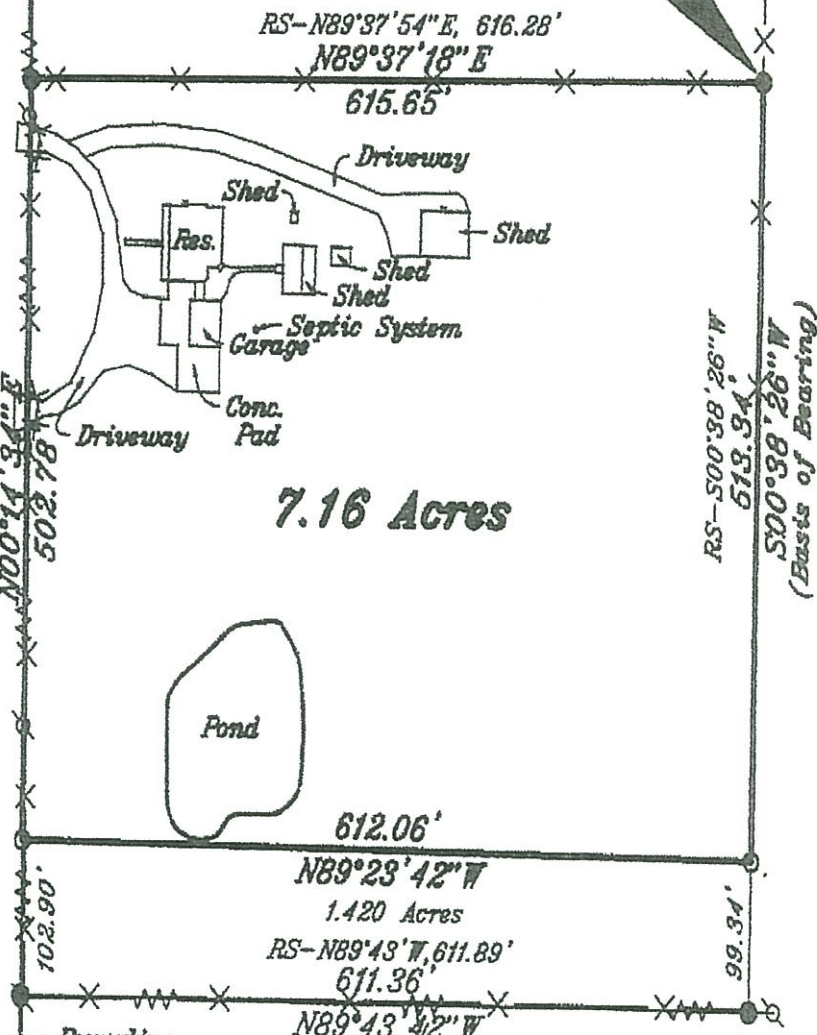 RS-N89°37'54"E, 616.28'
N89°37'18"E
615.65'
Driveway
Shed
Res.
Shed
Shed
Shed
Septic System
Garage
Conc.
Pad
Driveway
N00°14'34"E
502.78'
RS-S00°38'26"W
513.34'
S00°38'26"W
(Basis of Bearing)
7.16 Acres
Pond
612.06'
N89°23'42"W
1.420 Acres
102.90'
99.34'
RS-N89°43'W,611.89'
611.36'
N89°43' "W